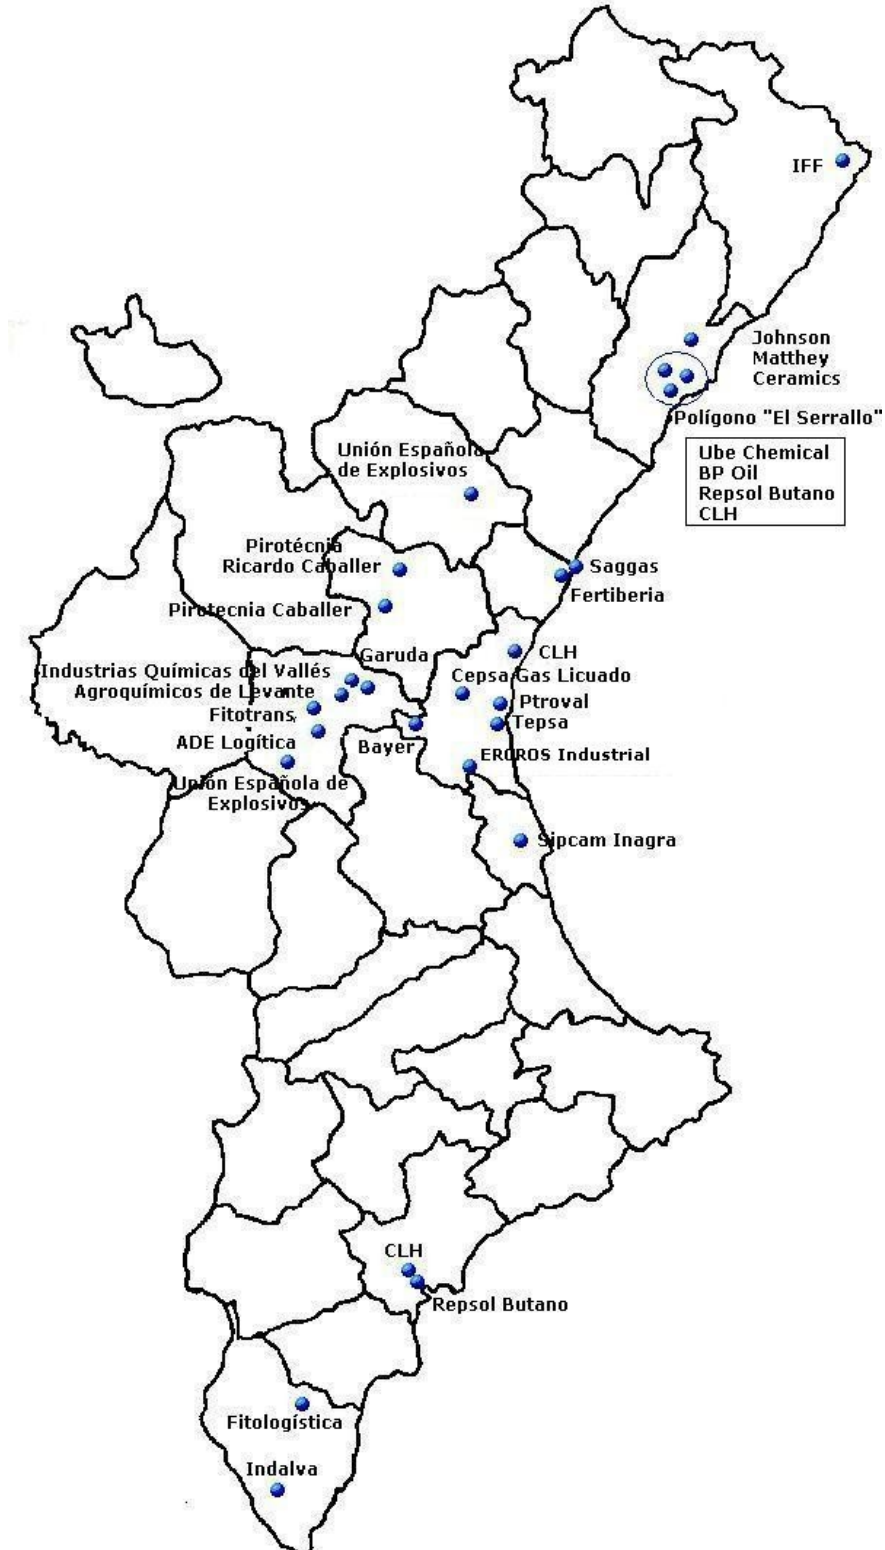 IFF
Johnson
Matthey
Ceramics
Polígono "El Serrallo"
Ube Chemical
BP Oil
Repsol Butano
CLH
Unión Española
de Explosivos
Pirotécnia
Ricardo Caballer
Saggas
Fertiberia
Pirotecnia Caballer
CLH
Garuda
Industrias Químicas del Vallés
Cepsa Gas Licuado
Agroquímicos de Levante
Ptroval
Fitotrans
Tepsa
ADE Logítica
Bayer
ERCROS Industrial
Unión Española de
Explosivos
Sipcam Inagra
CLH
Repsol Butano
Fitologística
Indalva